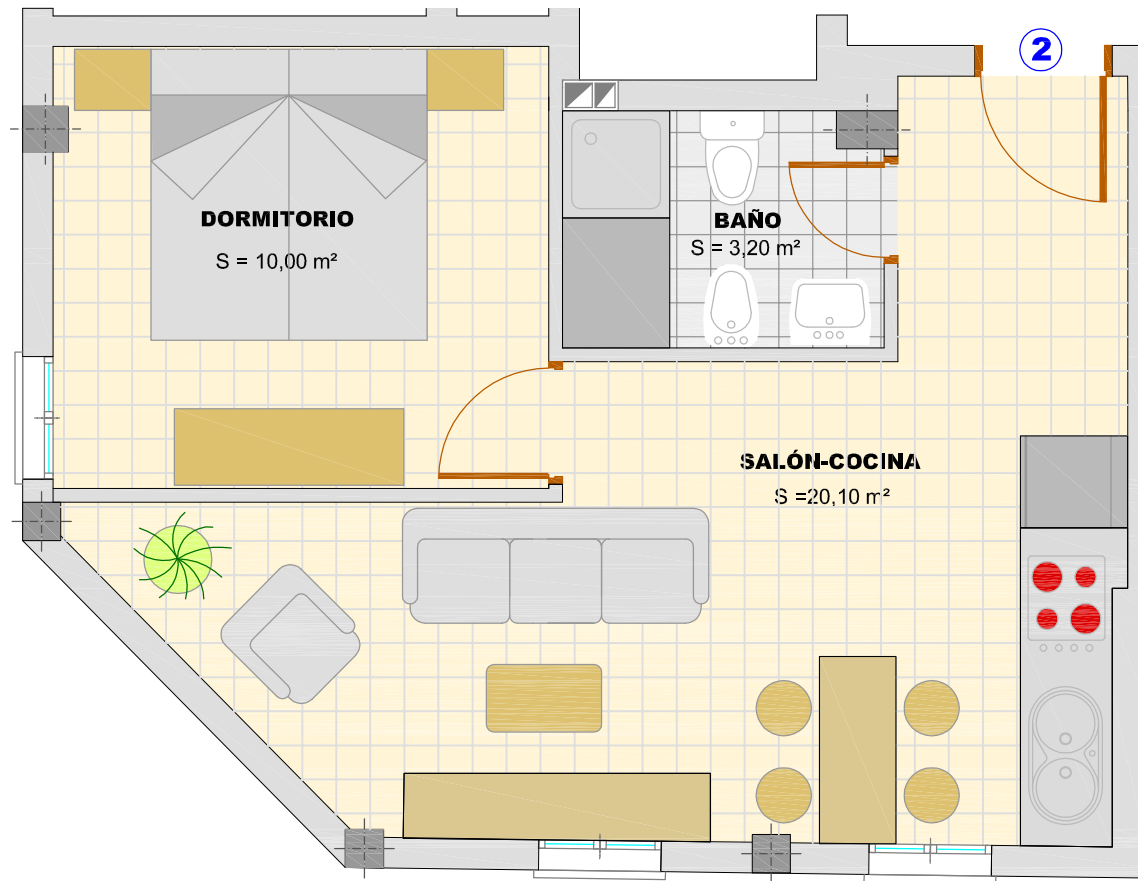 2
DORMITORIO
S = 10,00 m²
BAÑO
S = 3,20 m²
SALÓN-COCINA
S =20,10 m²